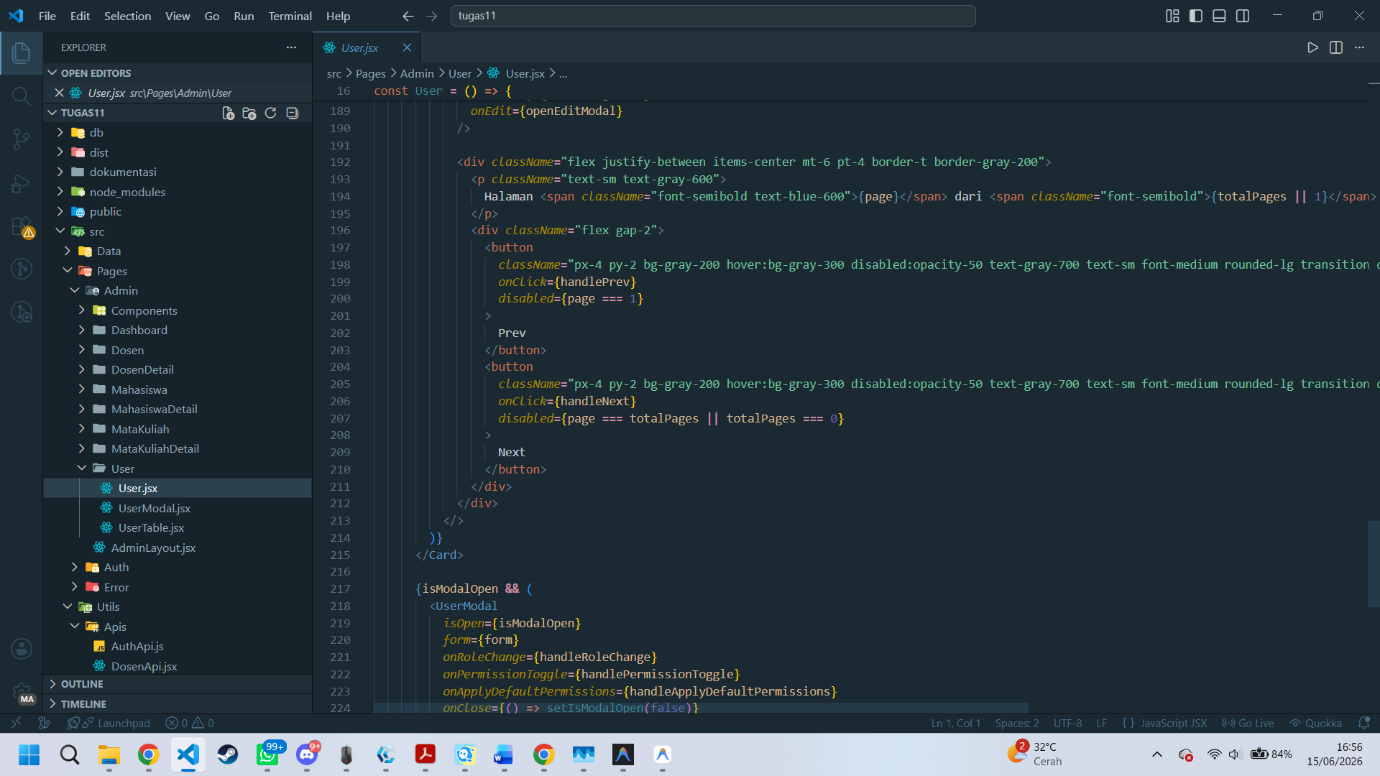 File Edit Selection View Go Run Terminal Help
tugas11
EXPLORER
OPEN EDITORS
User.jsx src\Pages\Admin\User
TUGAS11
db
dist
dokumentasi
node_modules
public
src
Data
Pages
Admin
Components
Dashboard
Dosen
DosenDetail
Mahasiswa
MahasiswaDetail
MataKuliah
MataKuliahDetail
User
User.jsx
UserModal.jsx
UserTable.jsx
AdminLayout.jsx
Auth
Error
Utils
Apis
JS AuthApi.js
DosenApi.jsx
OUTLINE
TIMELINE
MA
User.jsx
src > Pages > Admin > User > User.jsx > ...
16 const User = () => {
189 onEdit={openEditModal}
190 />
191
192 <div className="flex justify-between items-center mt-6 pt-4 border-t border-gray-200">
193 <p className="text-sm text-gray-600">
194 Halaman <span className="font-semibold text-blue-600">{page}</span> dari <span className="font-semibold">{totalPages || 1}</span>
195 </p>
196 <div className="flex gap-2">
197 <button
198 className="px-4 py-2 bg-gray-200 hover:bg-gray-300 disabled:opacity-50 text-gray-700 text-sm font-medium rounded-lg transition
199 onClick={handlePrev}
200 disabled={page === 1}
201 >
202 Prev
203 </button>
204 <button
205 className="px-4 py-2 bg-gray-200 hover:bg-gray-300 disabled:opacity-50 text-gray-700 text-sm font-medium rounded-lg transition
206 onClick={handleNext}
207 disabled={page === totalPages || totalPages === 0}
208 >
209 Next
210 </button>
211 </div>
212 </div>
213 </>
214 )}
215 </Card>
216
217 {isModalOpen && (
218 <UserModal
219 isOpen={isModalOpen}
220 form={form}
221 onRoleChange={handleRoleChange}
222 onPermissionToggle={handlePermissionToggle}
223 onApplyDefaultPermissions={handleApplyDefaultPermissions}
224 onClose={() => setIsModalOpen(false)}
Launchpad 0 0 Ln 1, Col 1 Spaces: 2 UTF-8 LF { } JavaScript JSX Go Live Quokka
99+
9+
2
32°C
Cerah
84%
16:56
15/06/2026